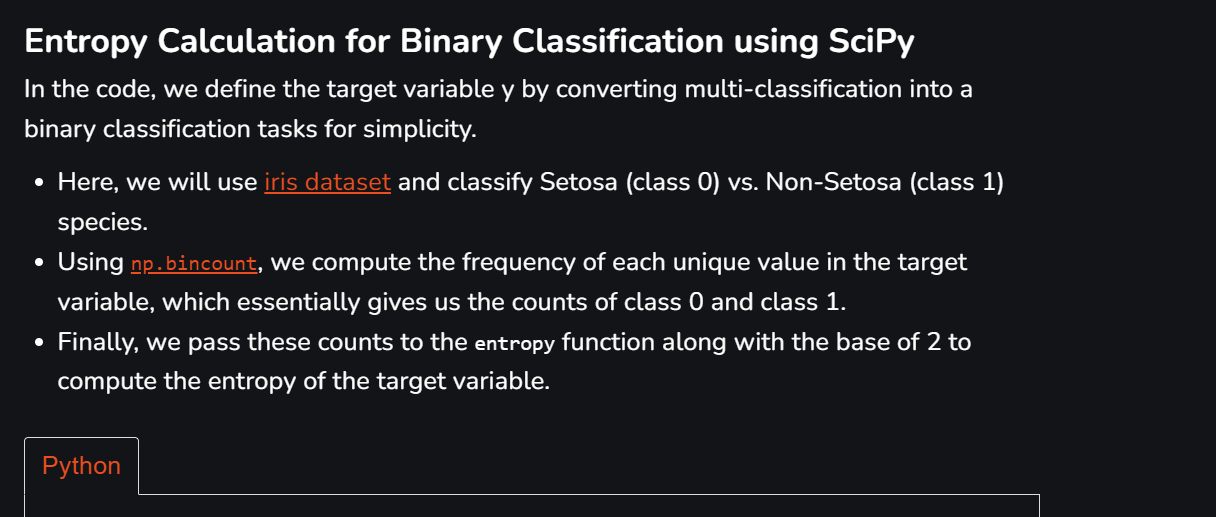 Entropy Calculation for Binary Classification using SciPy
In the code, we define the target variable y by converting multi-classification into a
binary classification tasks for simplicity.
• Here, we will use iris dataset and classify Setosa (class 0) vs. Non-Setosa (class 1)
species.
• Using np.bincount, we compute the frequency of each unique value in the target
variable, which essentially gives us the counts of class 0 and class 1.
• Finally, we pass these counts to the entropy function along with the base of 2 to
compute the entropy of the target variable.
Python